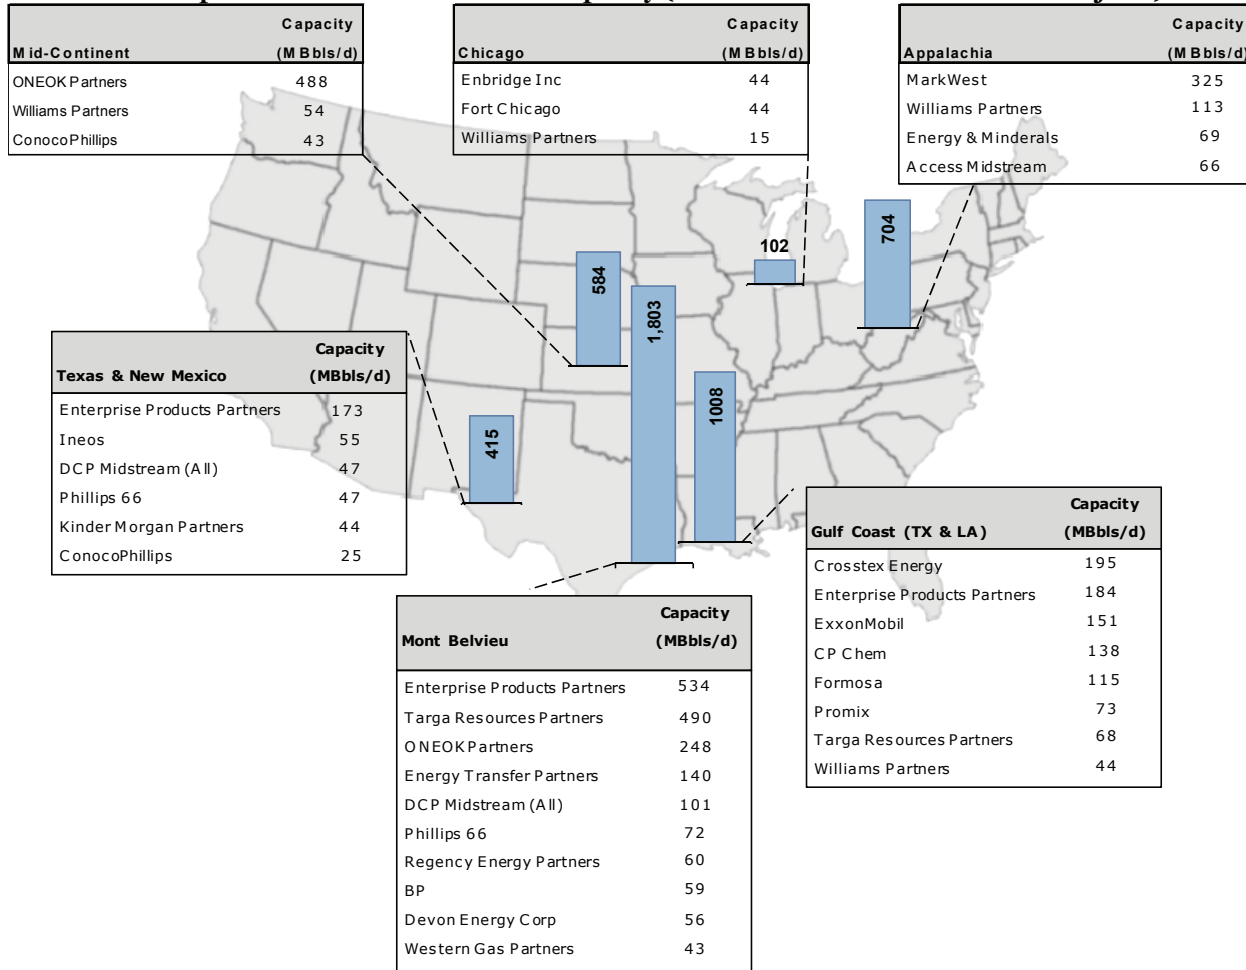 Capacity
Mid-Continent (MBbls/d)
ONEOK Partners 488
Williams Partners 54
ConocoPhillips 43
Capacity
Chicago (MBbls/d)
Enbridge Inc 44
Fort Chicago 44
Williams Partners 15
Capacity
Appalachia (MBbls/d)
MarkWest 325
Williams Partners 113
Energy & Minderals 69
Access Midstream 66
704
102
584
1,803
1008
415
Capacity
Texas & New Mexico (MBbls/d)
Enterprise Products Partners 173
Ineos 55
DCP Midstream (All) 47
Phillips 66 47
Kinder Morgan Partners 44
ConocoPhillips 25
Capacity
Gulf Coast (TX & LA) (MBbls/d)
Crosstex Energy 195
Enterprise Products Partners 184
ExxonMobil 151
CP Chem 138
Formosa 115
Promix 73
Targa Resources Partners 68
Williams Partners 44
Capacity
Mont Belvieu (MBbls/d)
Enterprise Products Partners 534
Targa Resources Partners 490
ONEOK Partners 248
Energy Transfer Partners 140
DCP Midstream (All) 101
Phillips 66 72
Regency Energy Partners 60
BP 59
Devon Energy Corp 56
Western Gas Partners 43